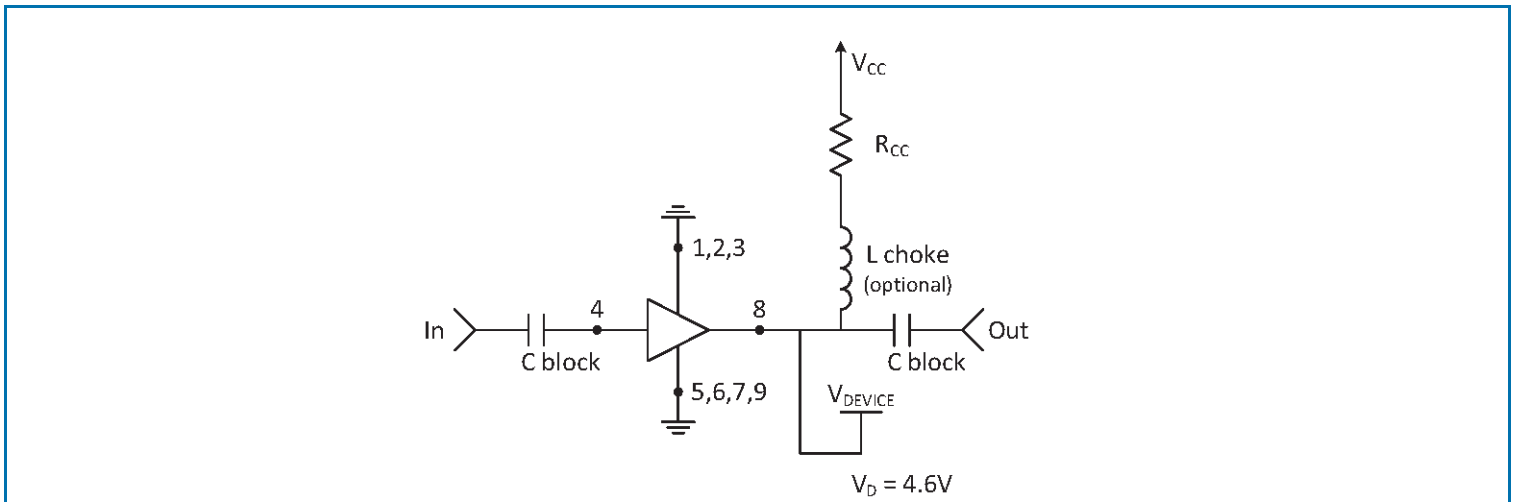 VCC
RCC
L choke
(optional)
1,2,3
4
8
In
Out
C block
C block
5,6,7,9
VDEVICE
VD = 4.6V